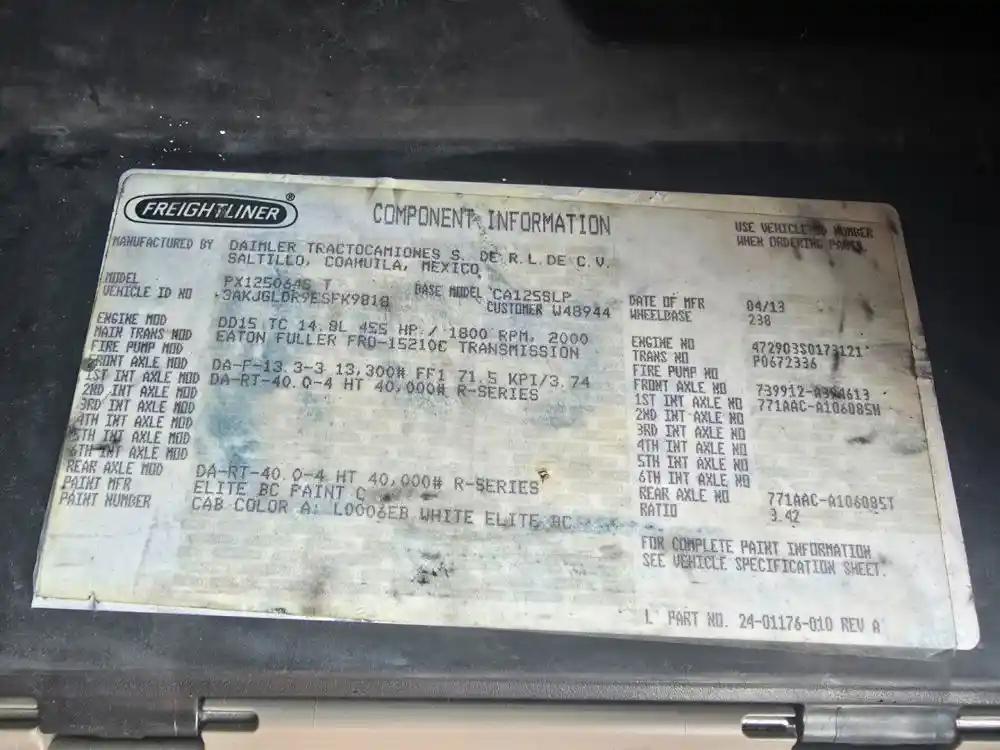 FREIGHTLINER ®
COMPONENT INFORMATION
USE VEHICLE ID NUMBER
WHEN ORDERING PARTS
MANUFACTURED BY DAIMLER TRACTOCAMIONES S. DE R.L.DE C.V.
SALTILLO, COAHUILA, MEXICO
MODEL PX125064S T BASE MODEL CA125SLP
VEHICLE ID NO CUSTOMER W48944
DATE OF MFR 04/13
WHEELBASE 238
ENGINE MOD DD15 TC 14.8L 455 HP / 1800 RPM, 2000
MAIN TRANS MOD EATON FULLER FRO-15210C TRANSMISSION
FIRE PUMP MOD
FRONT AXLE MOD DA-F-13.3-3 13,300# FF1 71.5 KPI/3.74
1ST INT AXLE MOD DA-RT-40.0-4 HT 40,000# R-SERIES
2ND INT AXLE MOD
3RD INT AXLE MOD
4TH INT AXLE MOD
5TH INT AXLE MOD
6TH INT AXLE MOD
REAR AXLE MOD DA-RT-40.0-4 HT 40,000# R-SERIES
PAINT MFR ELITE BC PAINT C
PAINT NUMBER CAB COLOR A: L0006EB WHITE ELITE BC
ENGINE NO 472903S0173121
TRANS NO P0672336
FIRE PUMP NO
FRONT AXLE NO
1ST INT AXLE NO 771AAC-A106085W
2ND INT AXLE NO
3RD INT AXLE NO
4TH INT AXLE NO
5TH INT AXLE NO
6TH INT AXLE NO
REAR AXLE NO 771AAC-A106085T
RATIO 3.42
FOR COMPLETE PAINT INFORMATION
SEE VEHICLE SPECIFICATION SHEET.
L PART NO. 24-01176-010 REV A